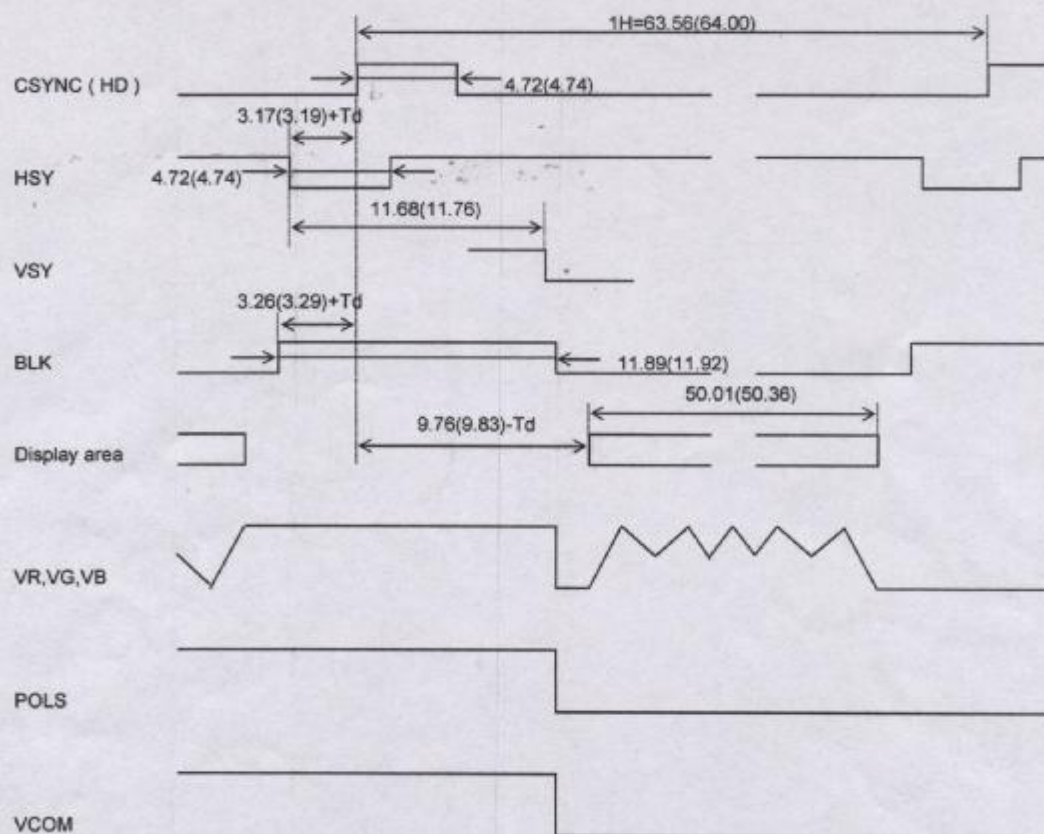 1H=63.56(64.00)
CSYNC ( HD )
4.72(4.74)
3.17(3.19)+Td
HSY
4.72(4.74)
11.68(11.76)
VSY
3.26(3.29)+Td
BLK
11.89(11.92)
50.01(50.36)
9.76(9.83)-Td
Display area
VR,VG,VB
POLS
VCOM